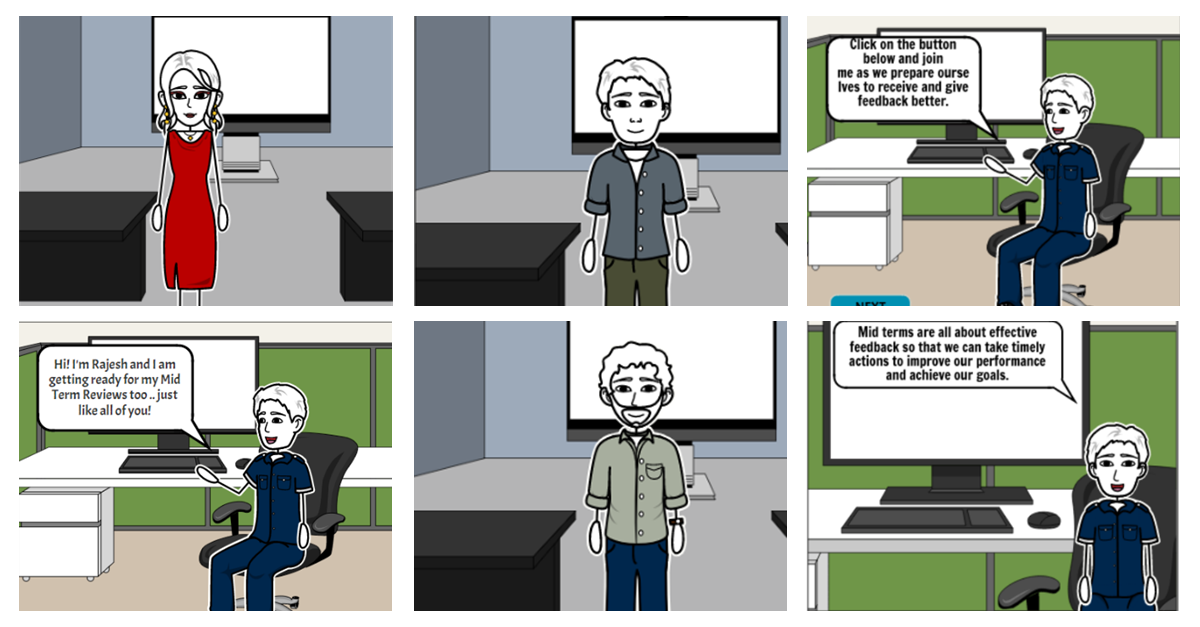 Click on the button
below and join
me as we prepare ourse
lves to receive and give
feedback better.
NEXT
Hi! I'm Rajesh and I am
getting ready for my Mid
Term Reviews too .. just
like all of you!
Mid terms are all about effective
feedback so that we can take timely
actions to improve our performance
and achieve our goals.